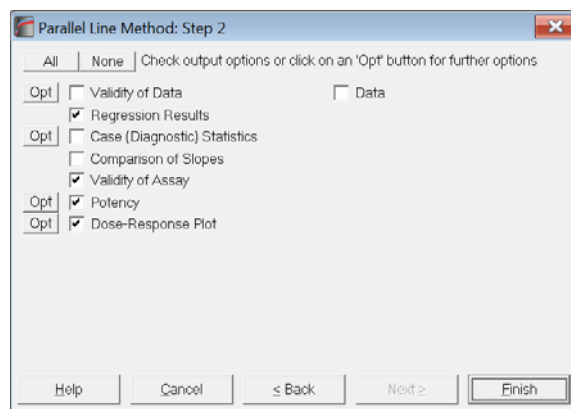 Parallel Line Method: Step 2
All None Check output options or click on an 'Opt' button for further options
Opt Validity of Data Data
Regression Results
Opt Case (Diagnostic) Statistics
Comparison of Slopes
Validity of Assay
Opt Potency
Opt Dose-Response Plot
Help Cancel < Back Next > Finish